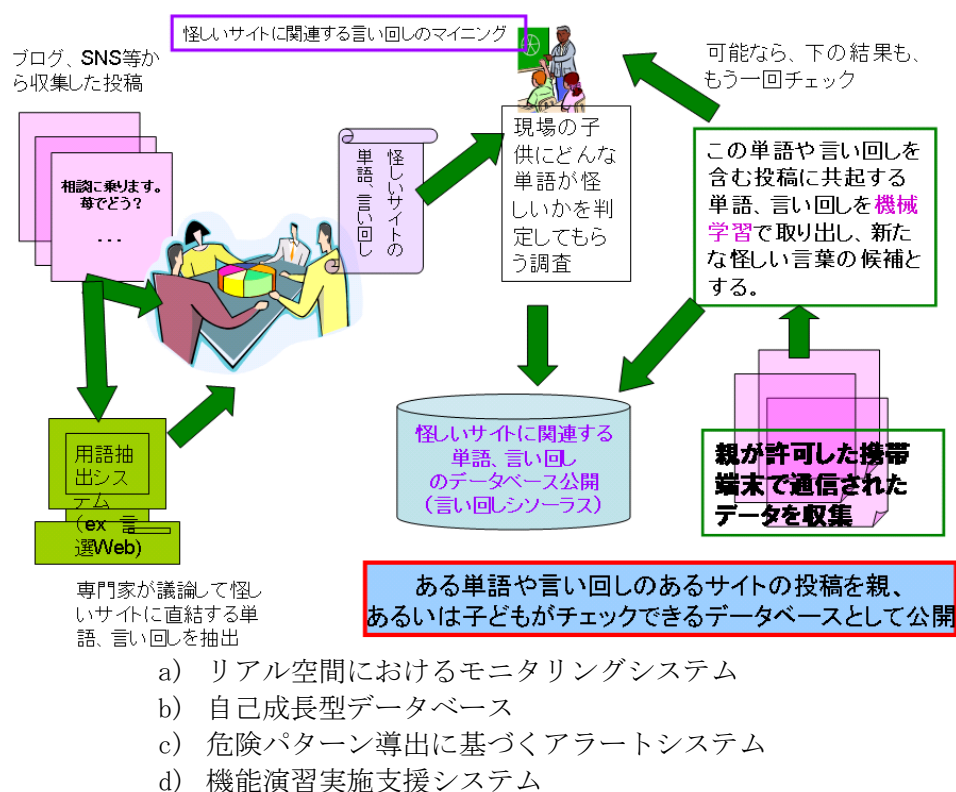 怪しいサイトに関連する言い回しのマイニング
ブログ、SNS等か
ら収集した投稿
相談に乗ります。
苺でどう？
...
怪しいサイトの
単語、言い回し
現場の子
供にどんな
単語が怪
しいかを判
定してもら
う調査
可能なら、下の結果も、
もう一回チェック
この単語や言い回しを
含む投稿に共起する
単語、言い回しを機械
学習で取り出し、新た
な怪しい言葉の候補と
する。
用語抽
出シス
テム
（ex 言
選Web）
専門家が議論して怪し
いサイトに直結する単
語、言い回しを抽出
怪しいサイトに関連する
単語、言い回し
のデータベース公開
（言い回しシソーラス）
親が許可した携帯
端末で通信された
データを収集
ある単語や言い回しのあるサイトの投稿を親、
あるいは子どもがチェックできるデータベースとして公開
a) リアル空間におけるモニタリングシステム
b) 自己成長型データベース
c) 危険パターン導出に基づくアラートシステム
d) 機能演習実施支援システム